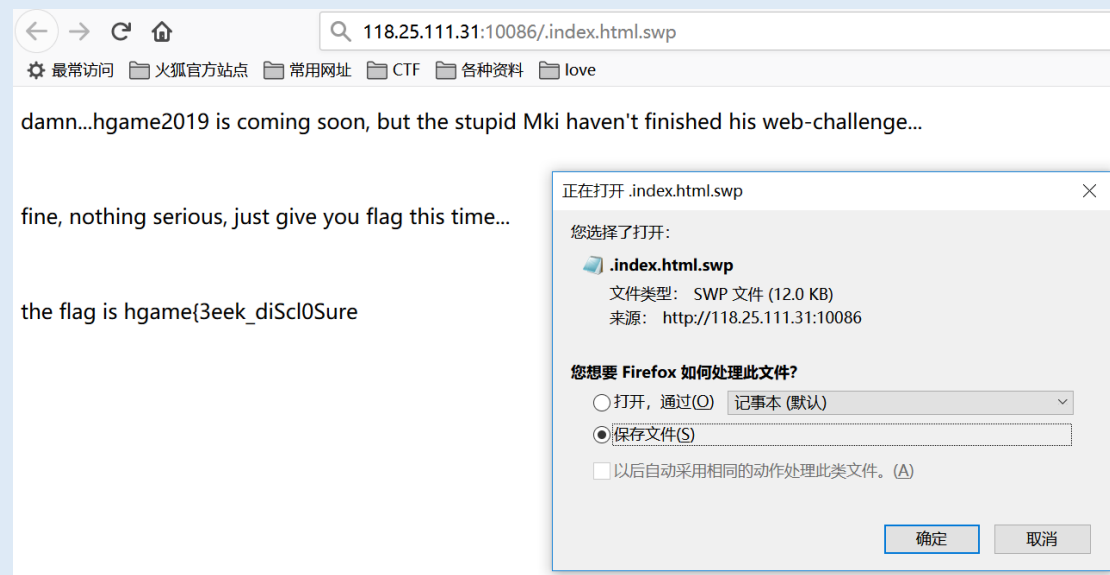 118.25.111.31:10086/.index.html.swp
最常访问 火狐官方站点 常用网址 CTF 各种资料 love
damn...hgame2019 is coming soon, but the stupid Mki haven't finished his web-challenge...
fine, nothing serious, just give you flag this time...
the flag is hgame{3eek_diScl0Sure
正在打开 .index.html.swp
您选择了打开：
.index.html.swp
文件类型： SWP 文件 (12.0 KB)
来源： http://118.25.111.31:10086
您想要 Firefox 如何处理此文件？
打开，通过(O) 记事本 (默认)
保存文件(S)
以后自动采用相同的动作处理此类文件。(A)
确定 取消